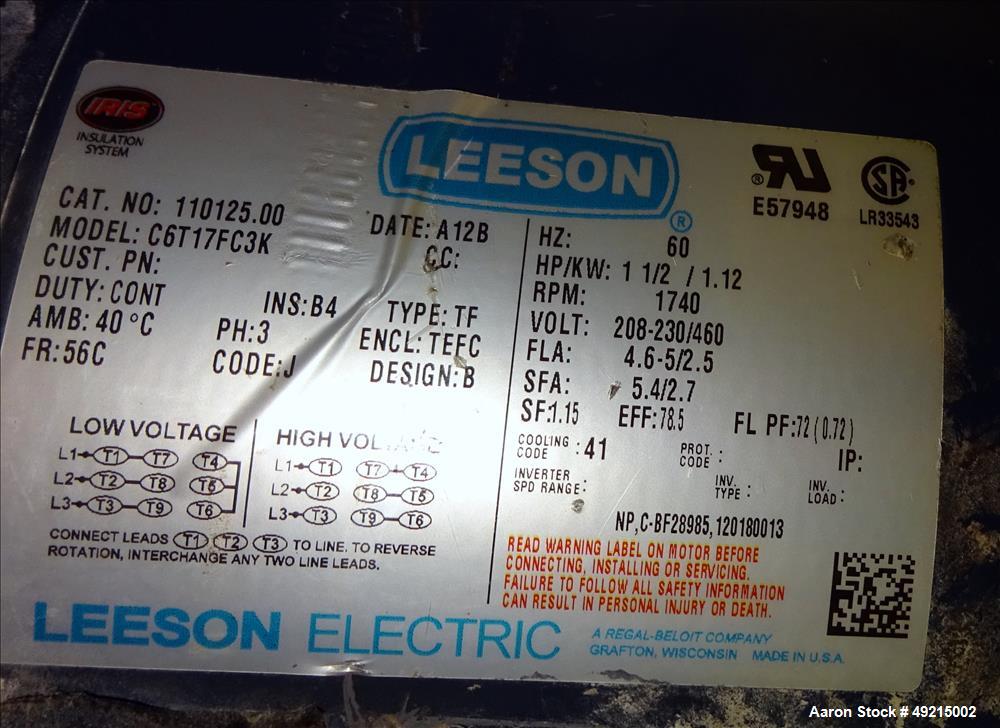 IRIS
INSULATION
SYSTEM
LEESON®
® RU
E57948
SA
LR33543
CAT. NO: 110125.00
MODEL: C6T17FC3K
DATE: A12B
CUST. PN:
CC:
DUTY: CONT
INS: B4
TYPE: TF
AMB: 40 °C
PH: 3
ENCL: TEFC
FR: 56C
CODE: J
DESIGN: B
HZ: 60
HP/KW: 1 1/2 / 1.12
RPM: 1740
VOLT: 208-230/460
FLA: 4.6-5/2.5
SFA: 5.4/2.7
SF: 1.15 EFF: 78.5 FL PF: 72 (0.72)
COOLING CODE : 41
PROT. CODE :
IP:
INVERTER SPD RANGE:
INV. TYPE :
INV. LOAD :
NP,C-BF28985,120180013
LOW VOLTAGE
L1 T1 T7 T4
L2 T2 T8 T5
L3 T3 T9 T6
HIGH VOLTAGE
L1 T1 T7 T4
L2 T2 T8 T5
L3 T3 T9 T6
CONNECT LEADS T1 T2 T3 TO LINE. TO REVERSE
ROTATION, INTERCHANGE ANY TWO LINE LEADS.
READ WARNING LABEL ON MOTOR BEFORE
CONNECTING, INSTALLING OR SERVICING.
FAILURE TO FOLLOW ALL SAFETY INFORMATION
CAN RESULT IN PERSONAL INJURY OR DEATH.
LEESON ELECTRIC
A REGAL-BELOIT COMPANY
GRAFTON, WISCONSIN MADE IN U.S.A.
Aaron Stock # 49215002